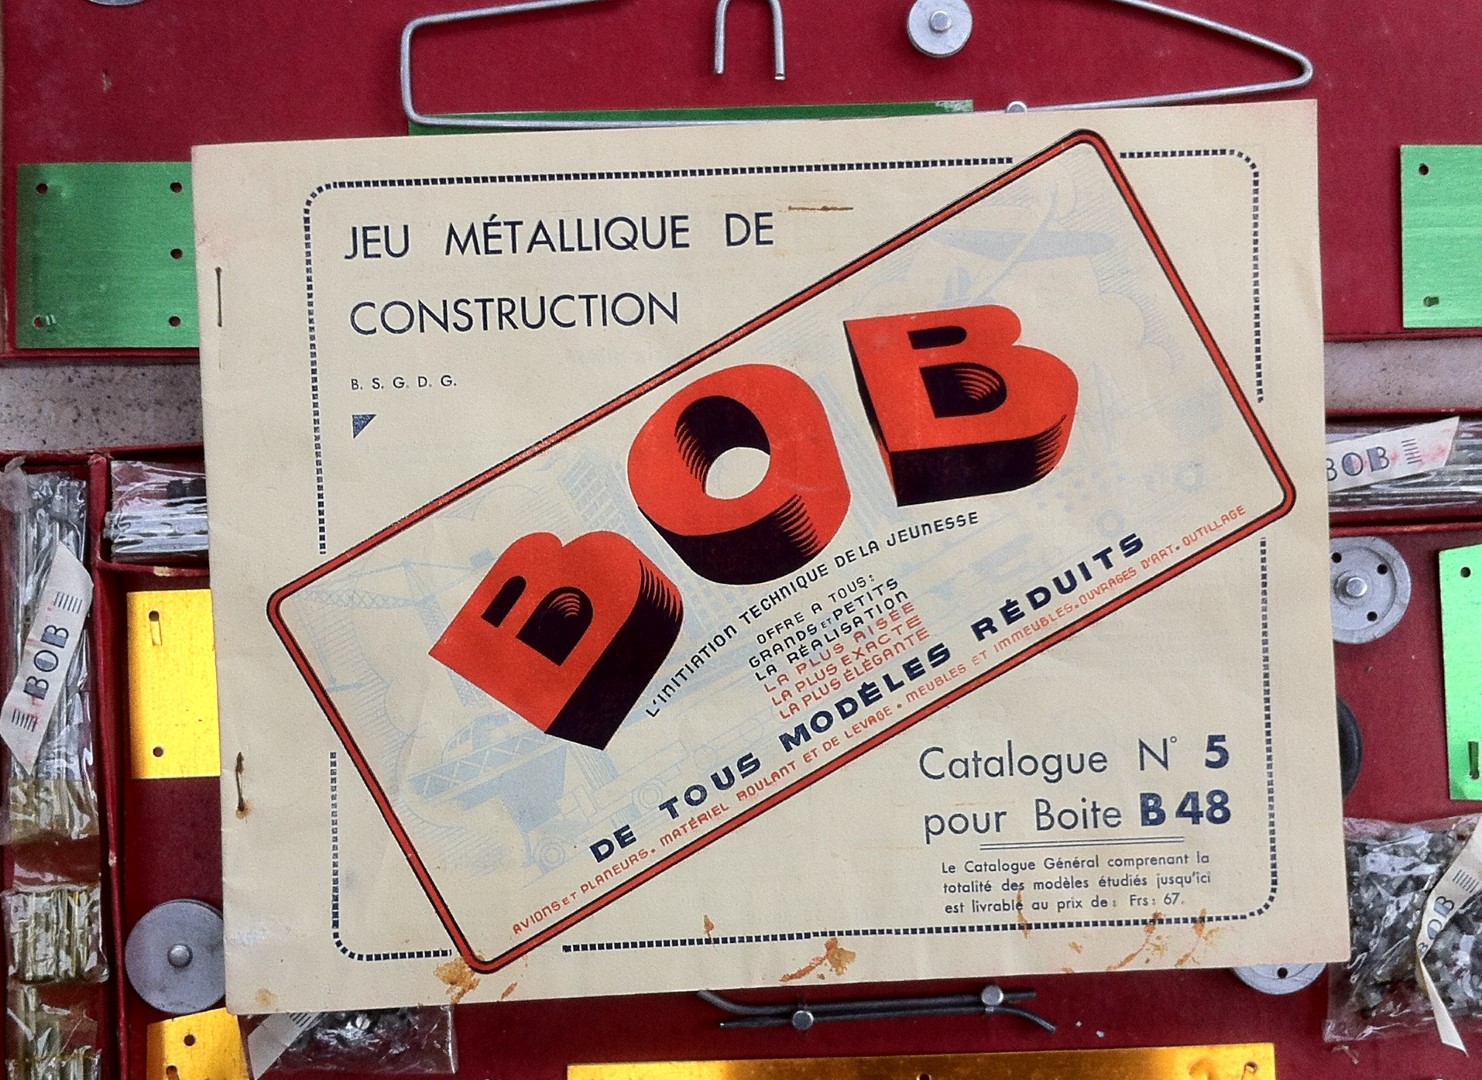 JEU MÉTALLIQUE DE
CONSTRUCTION
B. S. G. D. G.
BOB
L'INITIATION TECHNIQUE DE LA JEUNESSE
OFFRE A TOUS:
GRANDS ET PETITS
LA RÉALISATION
LA PLUS AISÉE
LA PLUS EXACTE
LA PLUS ÉLÉGANTE
DE TOUS MODÈLES RÉDUITS
AVIONS ET PLANEURS. MATÉRIEL ROULANT ET DE LEVAGE. MEUBLES ET IMMEUBLES. OUVRAGES D'ART. OUTILLAGE
Catalogue N° 5
pour Boite B 48
Le Catalogue Général comprenant la
totalité des modèles étudiés jusqu'ici
est livrable au prix de : Frs : 67.
BOB
BOB
BOB